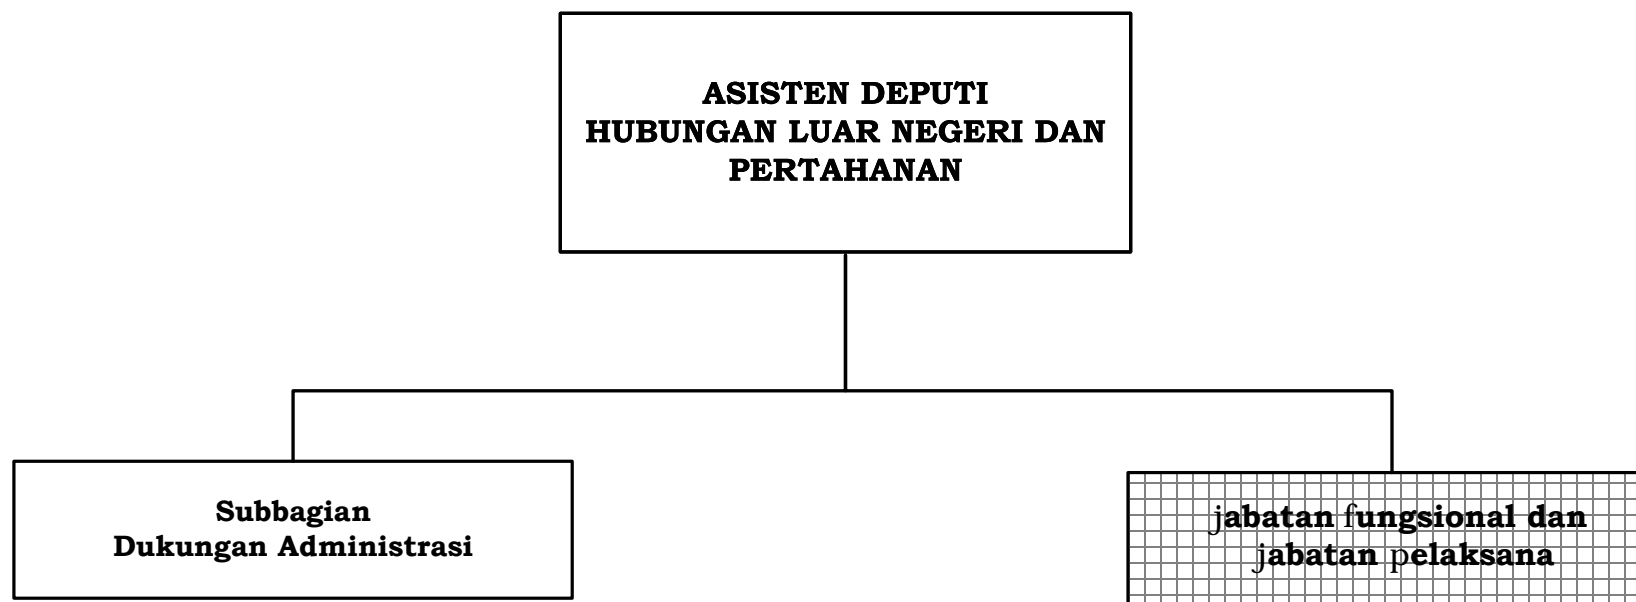 ASISTEN DEPUTI
HUBUNGAN LUAR NEGERI DAN
PERTAHANAN
Subbagian
Dukungan Administrasi
jabatan fungsional dan
jabatan pelaksana